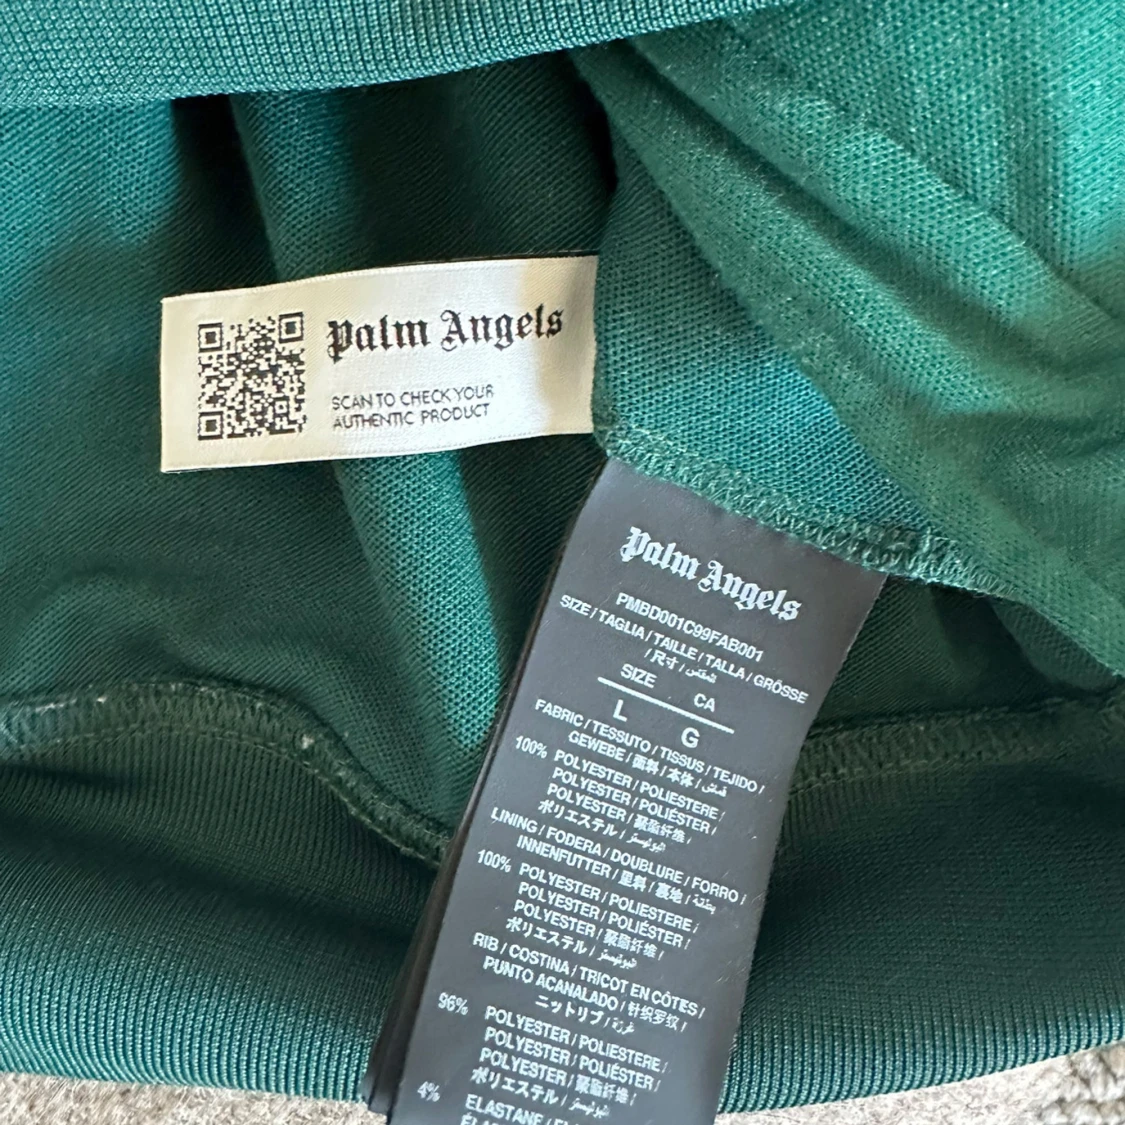 Palm Angels
SCAN TO CHECK YOUR
AUTHENTIC PRODUCT
Palm Angels
PMBD001C99FAB001
SIZE / TAGLIA / TAILLE / TALLA / GRÖSSE
/ 尺寸 / المقاس
SIZE CA
L G
FABRIC / TESSUTO / TISSUS / TEJIDO /
GEWEBE / 面料 / 本体 / قماش
100% POLYESTER / POLIESTERE /
POLYESTER / POLIÉSTER /
POLYESTER / 聚酯纤维 /
ポリエステル /
LINING / FODERA / DOUBLURE / FORRO /
INNENFUTTER / 里料 / 裏地 / بطانة
100% POLYESTER / POLIESTERE /
POLYESTER / POLIÉSTER /
POLYESTER / 聚酯纤维 /
ポリエステル /
RIB / COSTINA / TRICOT EN CÔTES /
PUNTO ACANALADO / 针织罗纹 /
ニットリブ /
96% POLYESTER / POLIESTERE /
POLYESTER / POLIÉSTER /
POLYESTER / 聚酯纤维 /
ポリエステル /
4% ELASTANE /